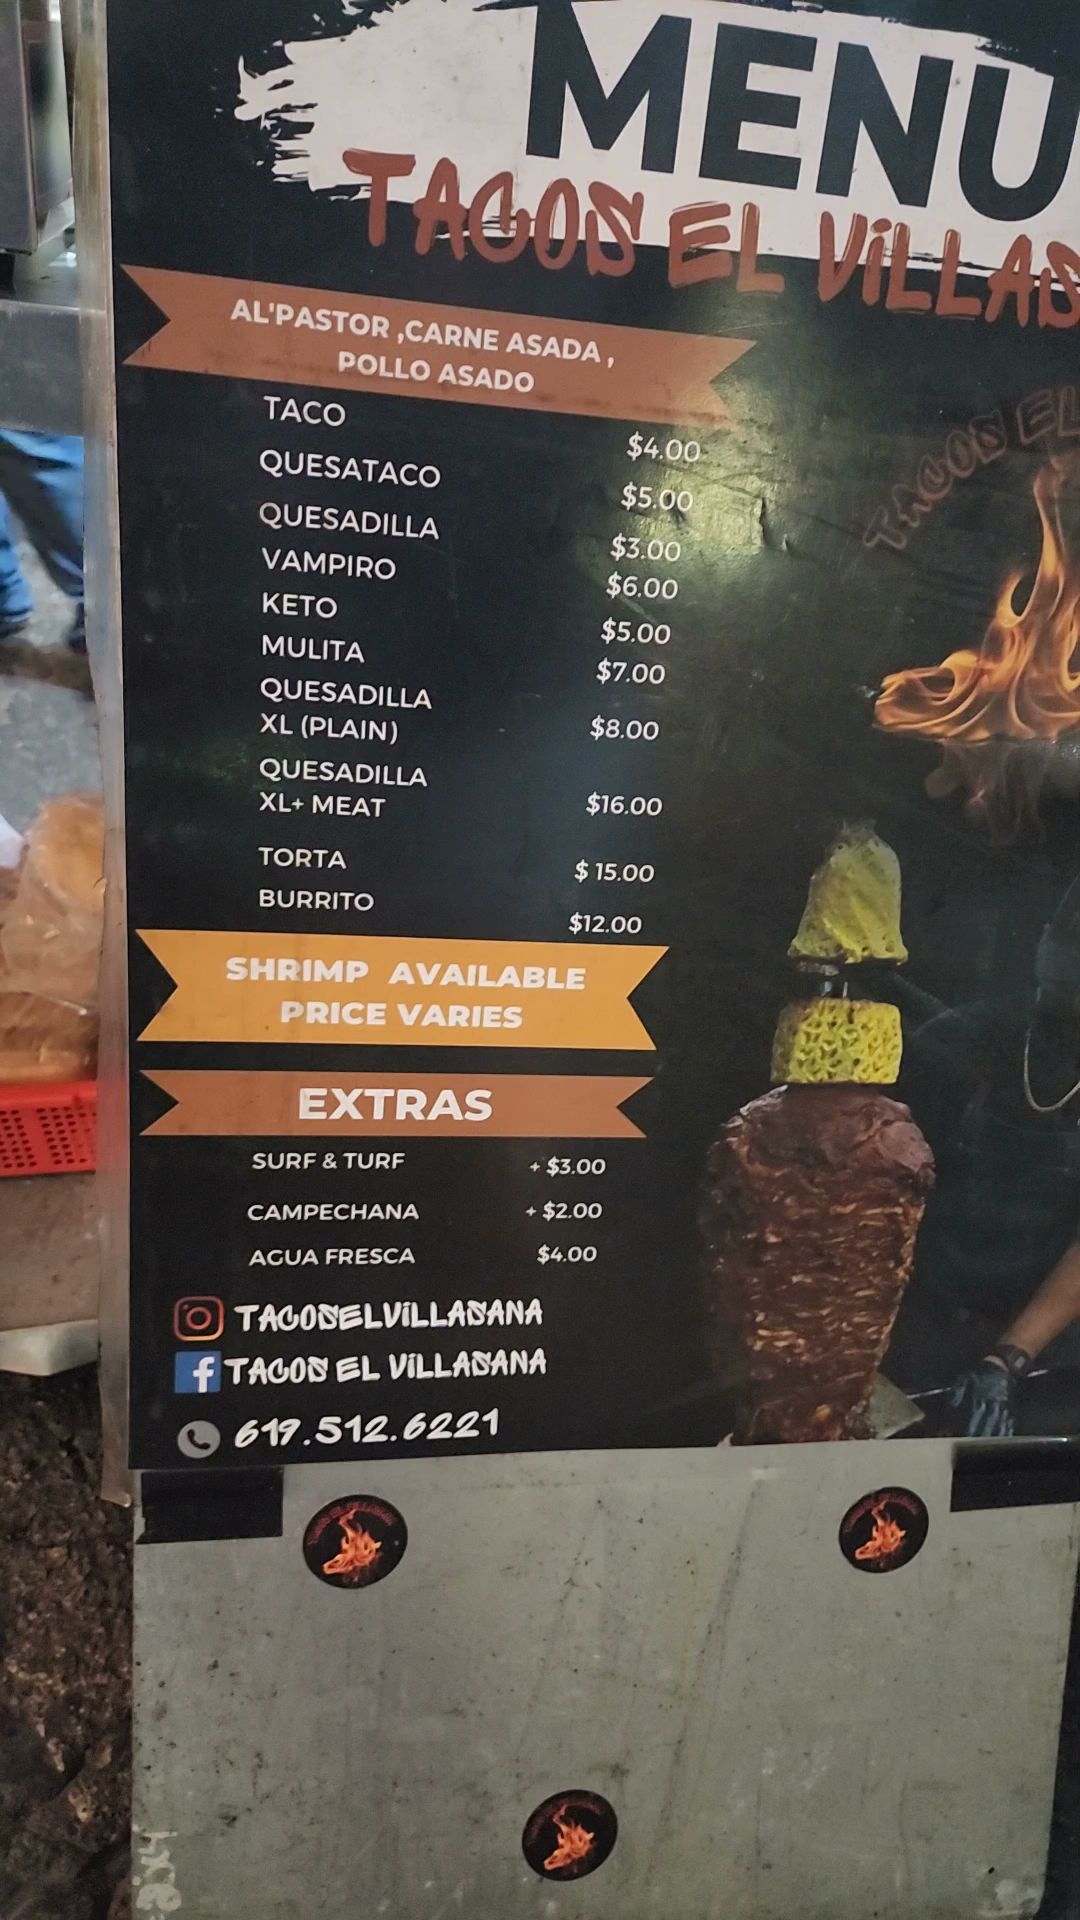 MENU
TACOS EL VILLAS
AL'PASTOR ,CARNE ASADA ,
POLLO ASADO
TACO $4.00
QUESATACO $5.00
QUESADILLA $3.00
VAMPIRO $6.00
KETO $5.00
MULITA $7.00
QUESADILLA
XL (PLAIN) $8.00
QUESADILLA
XL+ MEAT $16.00
TORTA $ 15.00
BURRITO $12.00
SHRIMP AVAILABLE
PRICE VARIES
EXTRAS
SURF & TURF + $3.00
CAMPECHANA + $2.00
AGUA FRESCA $4.00
TACOSELVILLASANA
TACOS EL VILLASANA
619.512.6221
TACOS EL